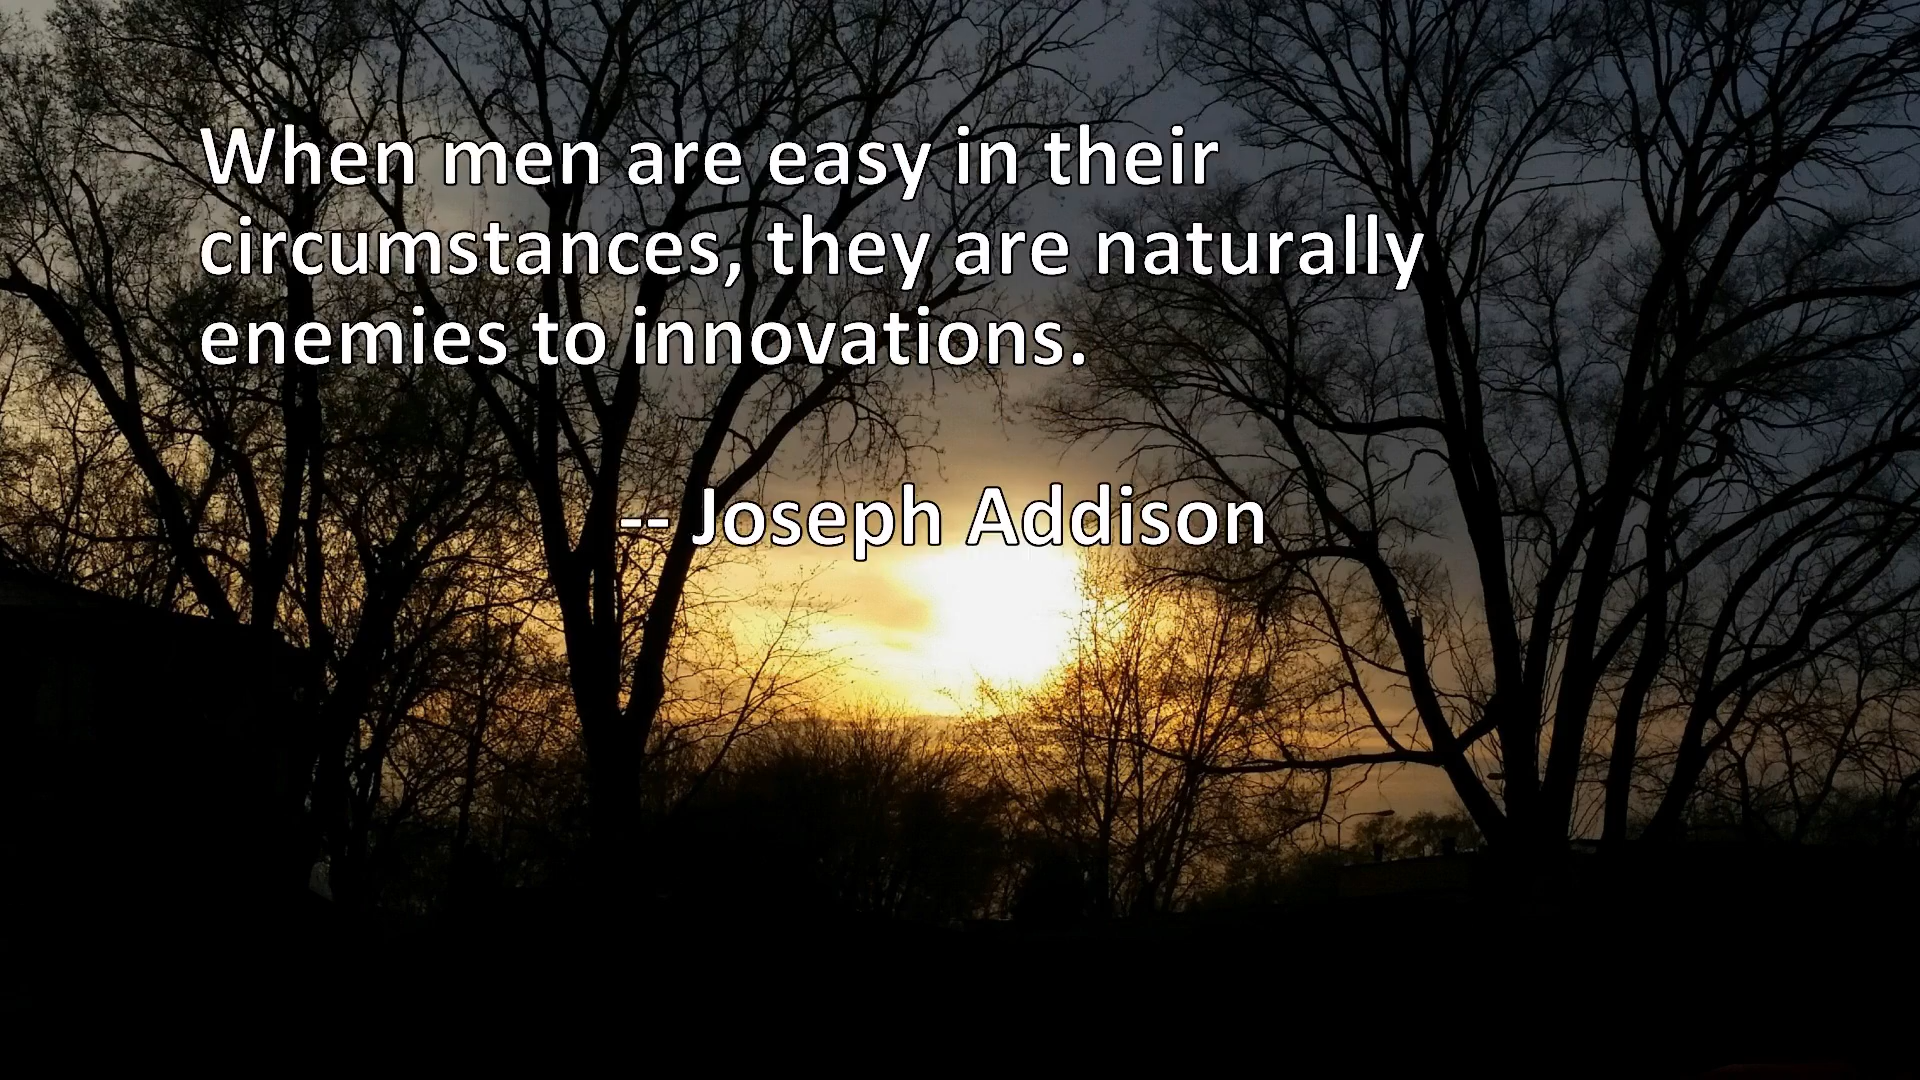 When men are easy in their
circumstances, they are naturally
enemies to innovations.
-- Joseph Addison